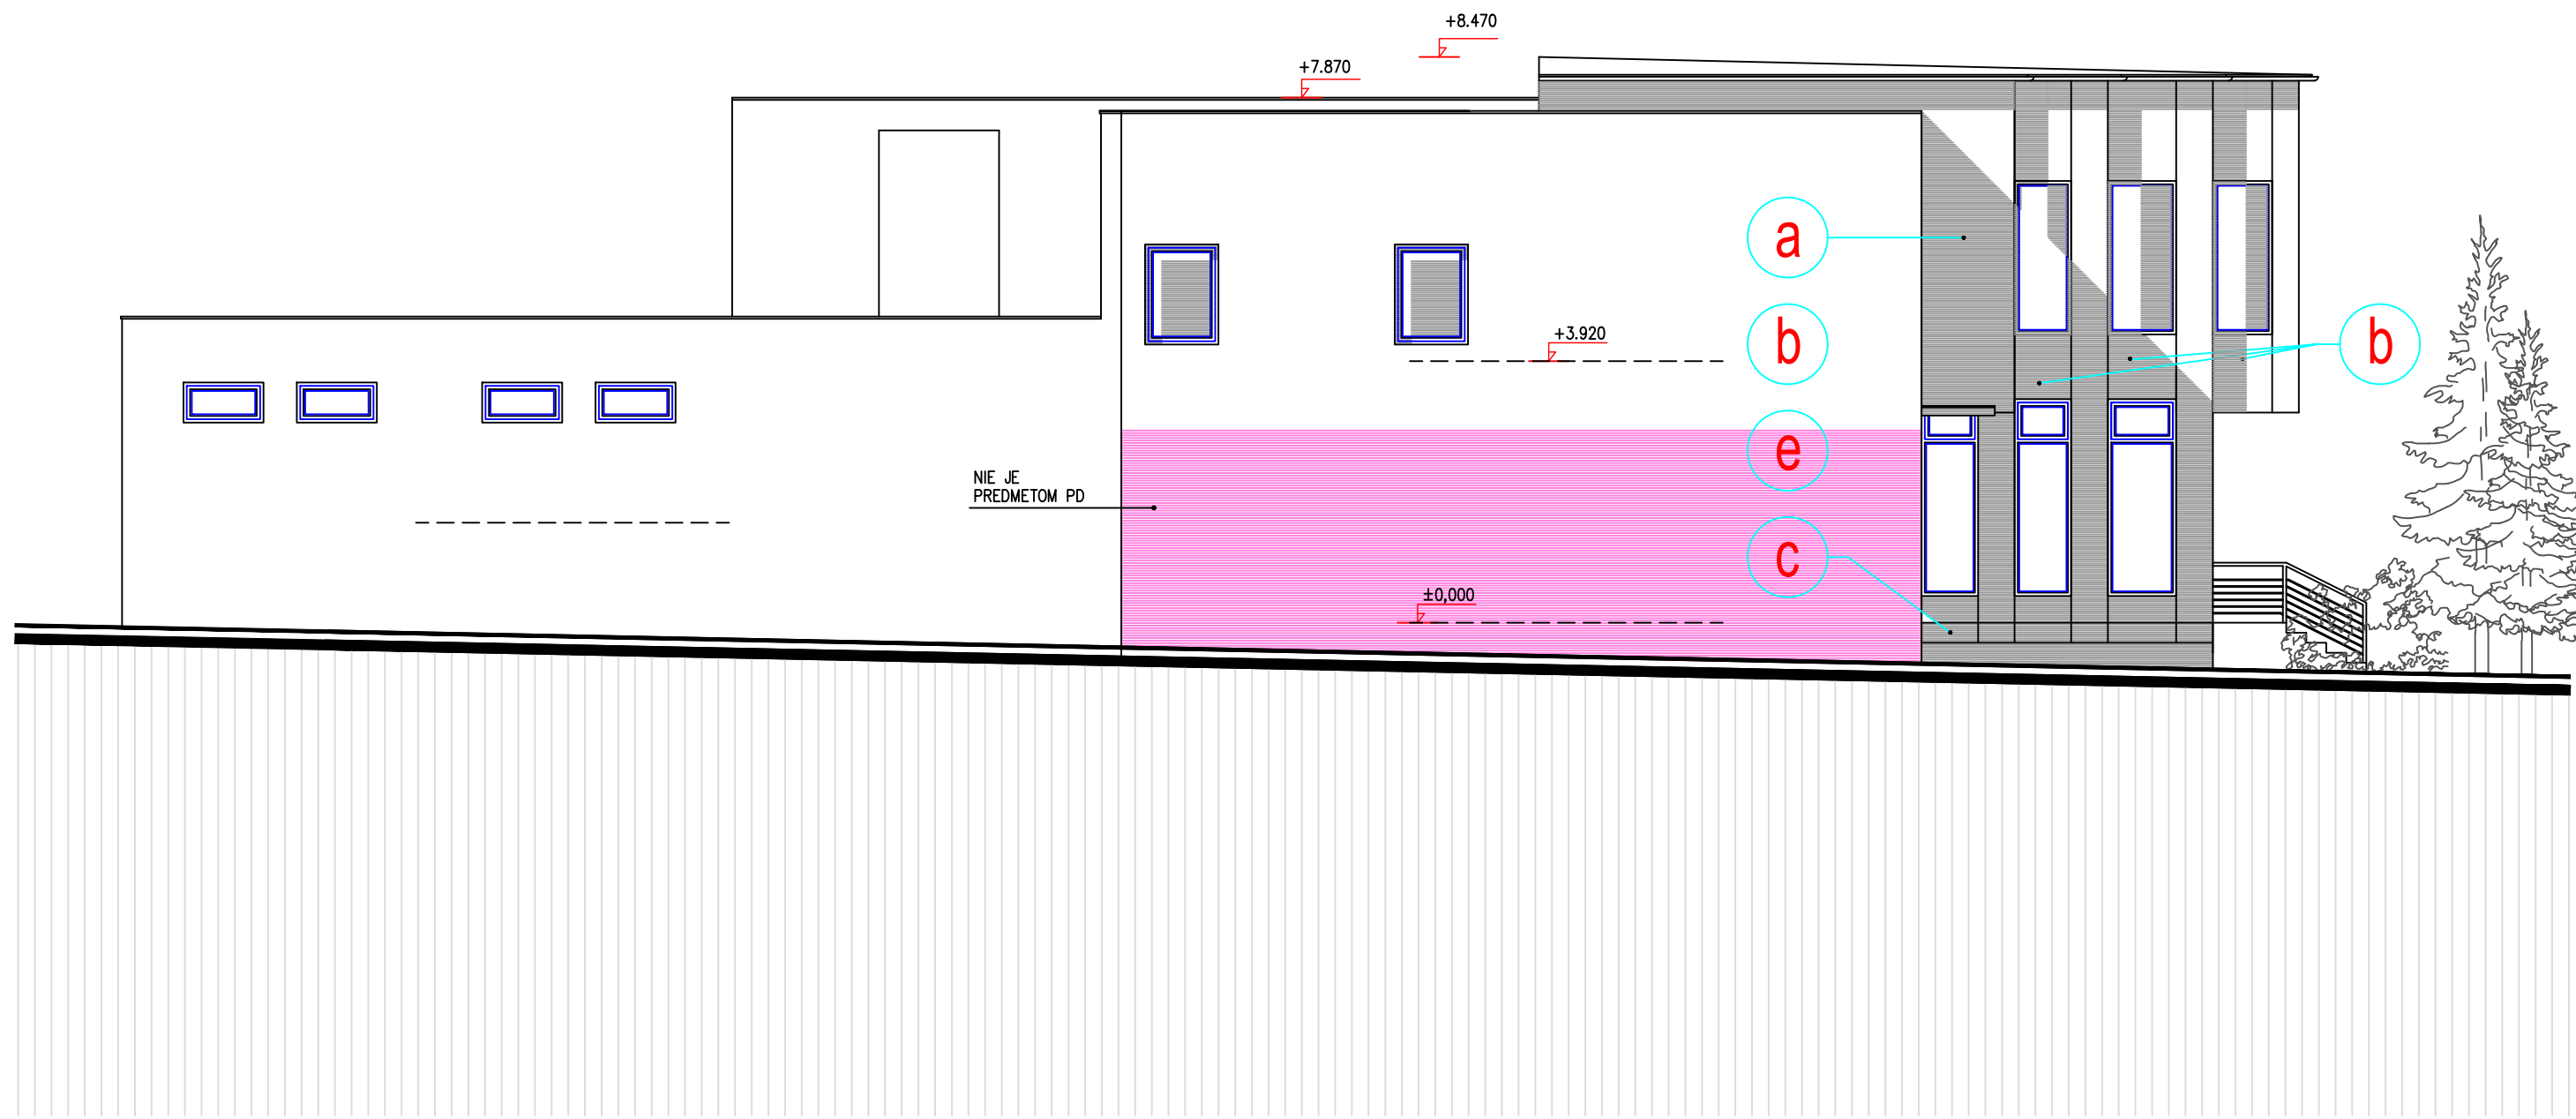 +8.470
+7.870
a
+3.920
b
b
e
NIE JE
PREDMETOM PD
c
±0,000